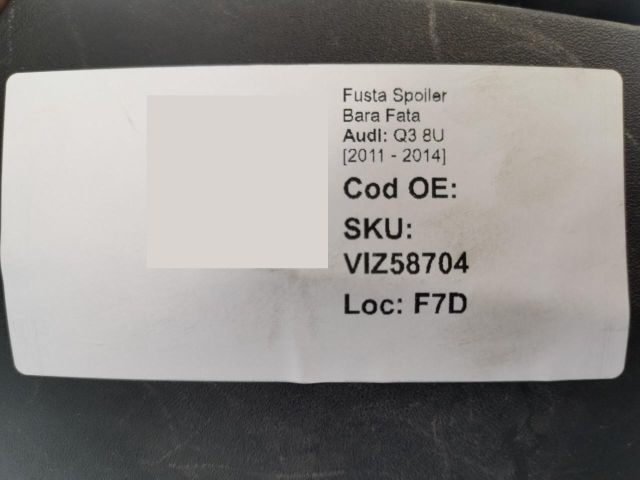 Fusta Spoiler
Bara Fata
Audi: Q3 8U
[2011 - 2014]
Cod OE:
SKU:
VIZ58704
Loc: F7D